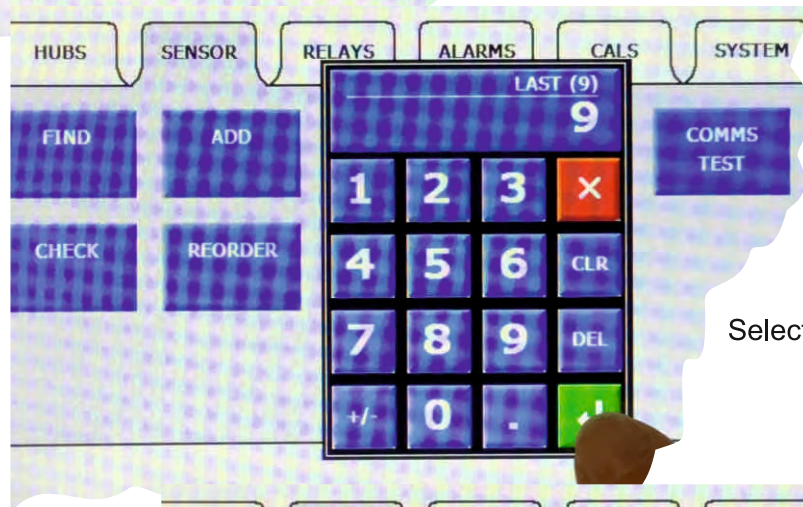 HUBS SENSOR RELAYS ALARMS CALS SYSTEM
LAST (9)
9
FIND ADD COMMS
TEST
1 2 3 ×
CHECK REORDER
4 5 6 CLR
7 8 9 DEL
Select
+/- 0 .